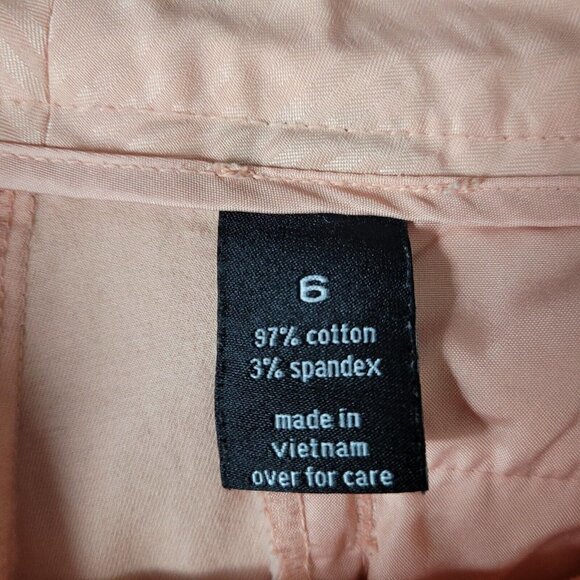 6
97% cotton
3% spandex
made in
vietnam
over for care